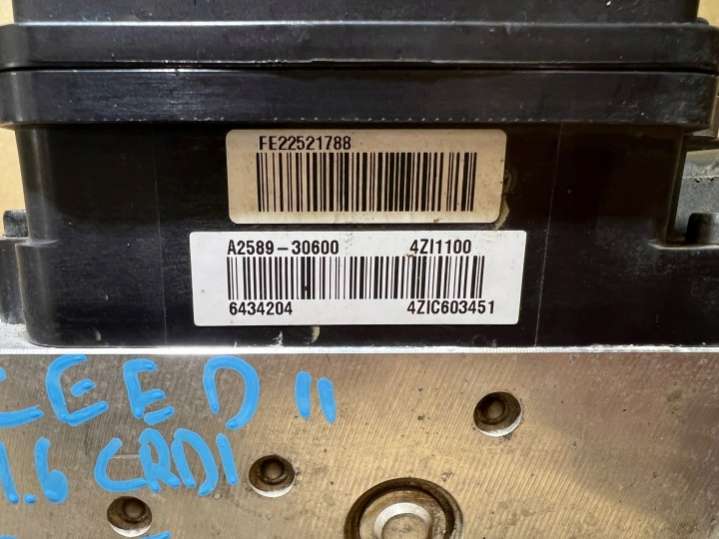 FE22521788
A2589-30600 4ZI1100
6434204 4ZIC603451
CEED II
1.6 CRDI